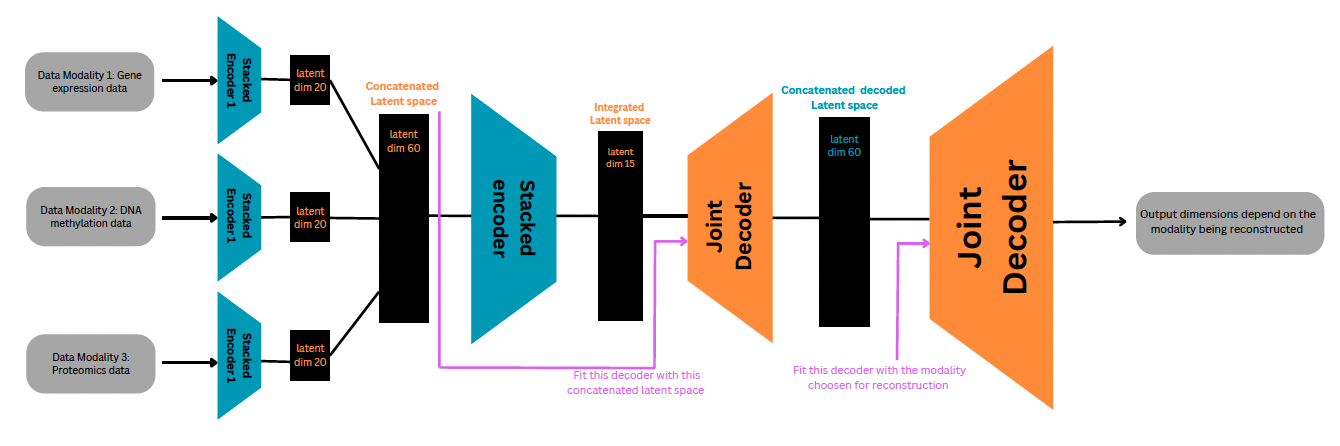 Data Modality 1: Gene
expression data
Stacked
Encoder 1
latent
dim 20
Data Modality 2: DNA
methylation data
Stacked
Encoder 1
latent
dim 20
Data Modality 3:
Proteomics data
Stacked
Encoder 1
latent
dim 20
Concatenated
Latent space
latent
dim 60
Stacked
encoder
Integrated
Latent space
latent
dim 15
Joint
Decoder
Fit this decoder with this
concatenated latent space
Concatenated decoded
Latent space
latent
dim 60
Fit this decoder with the modality
choosen for reconstruction
Joint
Decoder
Output dimensions depend on the
modality being reconstructed